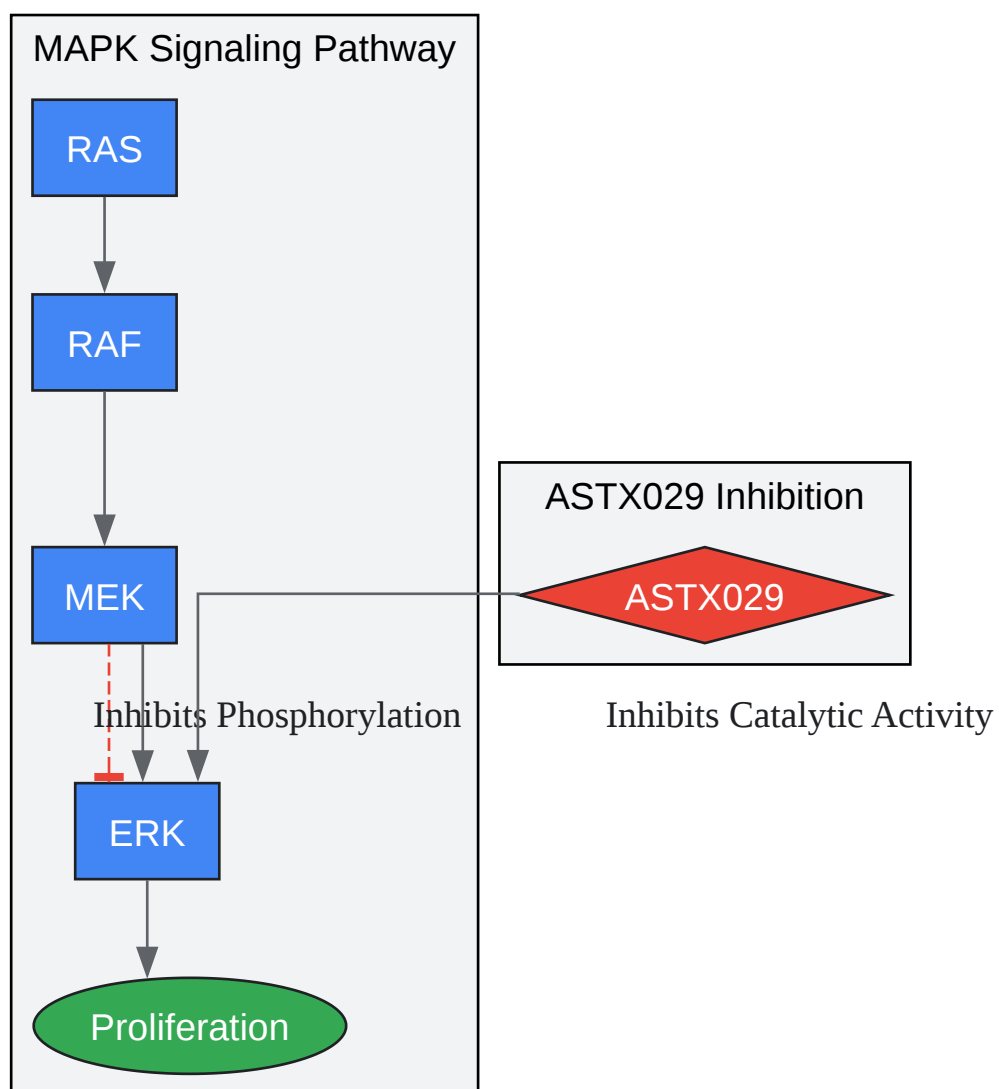 MAPK Signaling Pathway
RAS
RAF
ASTX029 Inhibition
MEK
ASTX029
Inhibits Phosphorylation
Inhibits Catalytic Activity
ERK
Proliferation